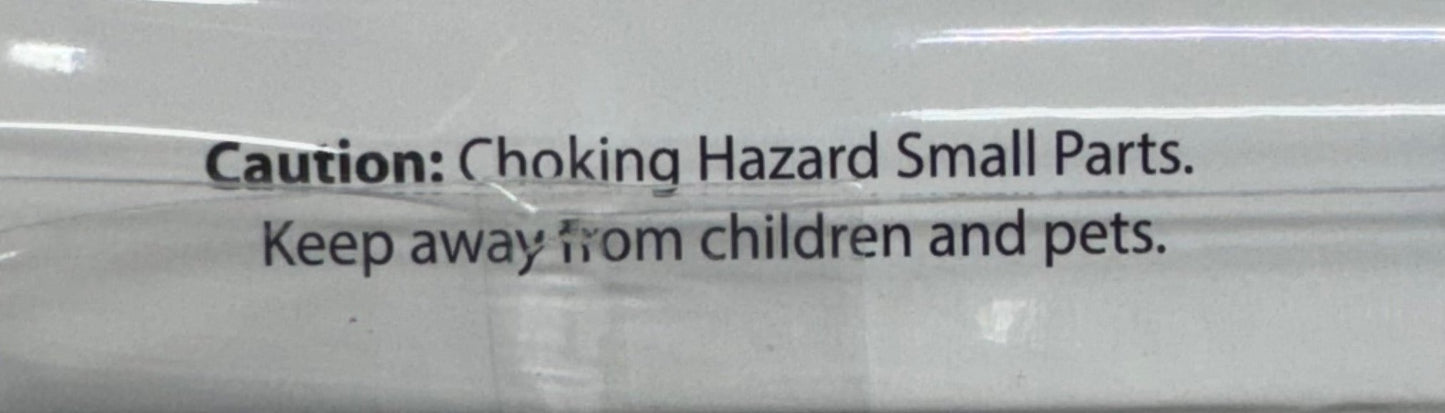 Caution: Choking Hazard Small Parts.
Keep away from children and pets.